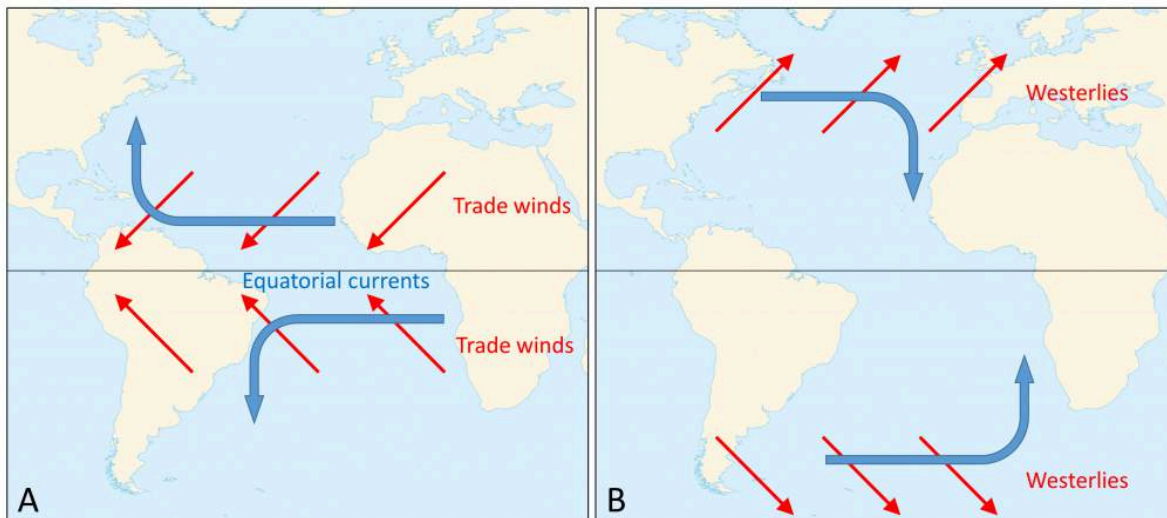 Trade winds
Equatorial currents
Trade winds
A
Westerlies
Westerlies
B